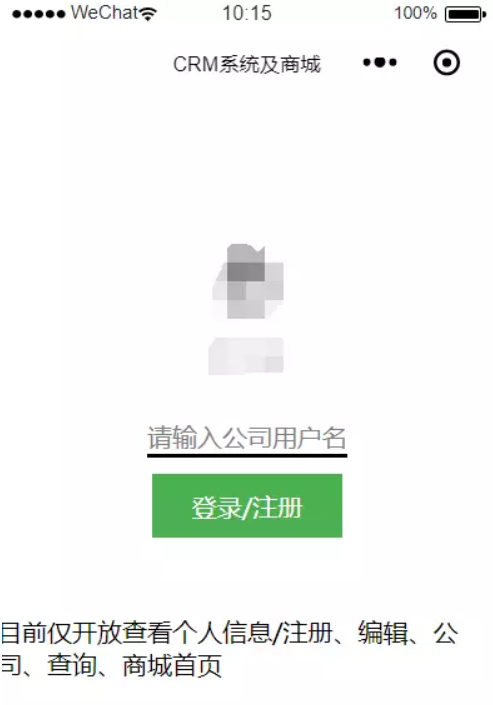 WeChat 10:15 100%
CRM系统及商城
请输入公司用户名
登录/注册
目前仅开放查看个人信息/注册、编辑、公
司、查询、商城首页